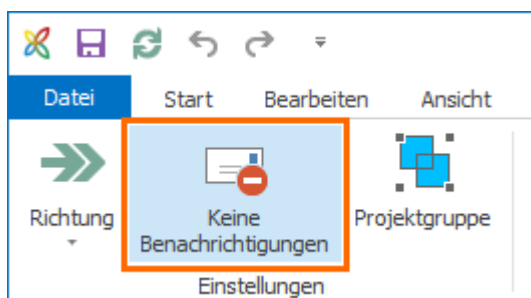 Datei Start Bearbeiten Ansicht
Richtung Keine Benachrichtigungen Projektgruppe
Einstellungen